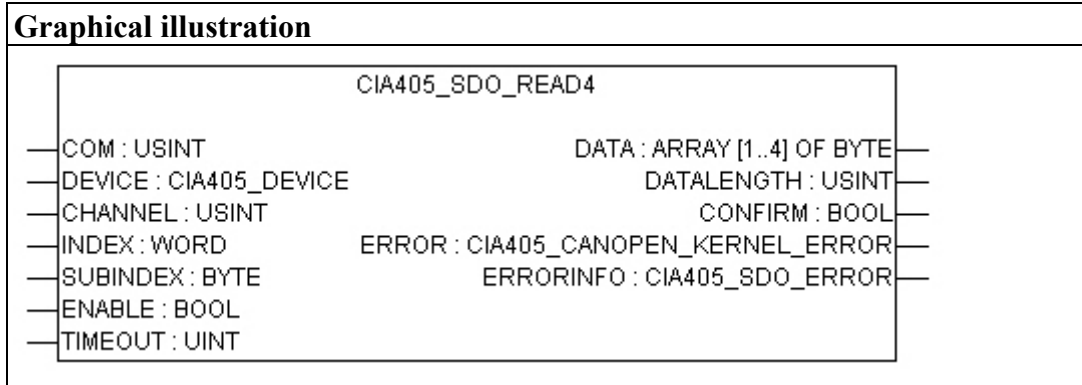 Graphical illustration
CIA405_SDO_READ4
COM : USINT DATA : ARRAY [1..4] OF BYTE
DEVICE : CIA405_DEVICE DATALENGTH : USINT
CHANNEL : USINT CONFIRM : BOOL
INDEX : WORD ERROR : CIA405_CANOPEN_KERNEL_ERROR
SUBINDEX : BYTE ERRORINFO : CIA405_SDO_ERROR
ENABLE : BOOL
TIMEOUT : UINT